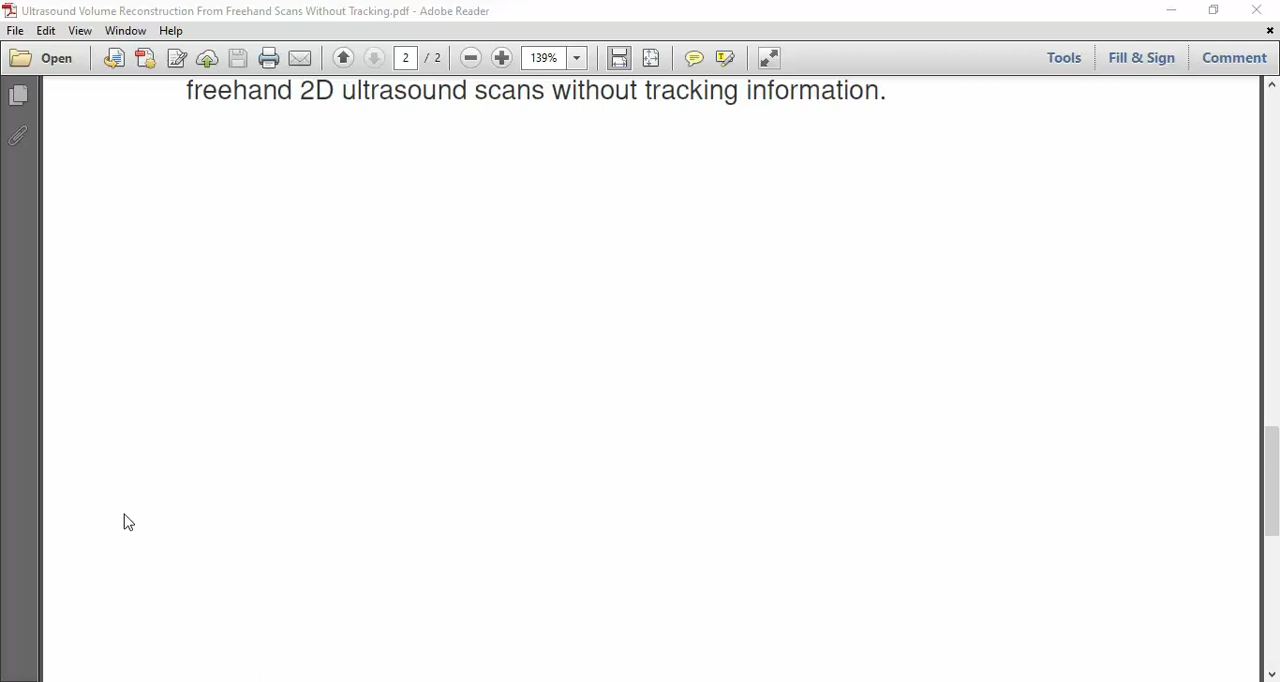 Ultrasound Volume Reconstruction From Freehand Scans Without Tracking.pdf - Adobe Reader
File Edit View Window Help
Open 2 / 2 139% Tools Fill & Sign Comment
freehand 2D ultrasound scans without tracking information.